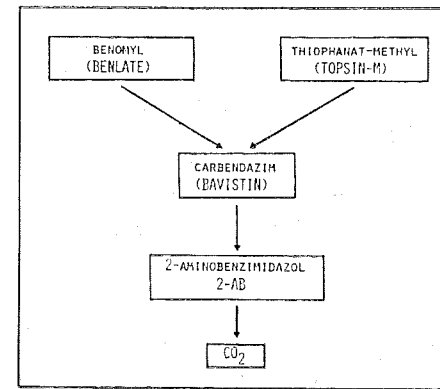 BENOMYL
(BENLATE)
THIOPHANAT-METHYL
(TOPSIN-M)
CARBENDAZIM
(BAVISTIN)
2-AMINOBENZIMIDAZOL
2-AB
CO2